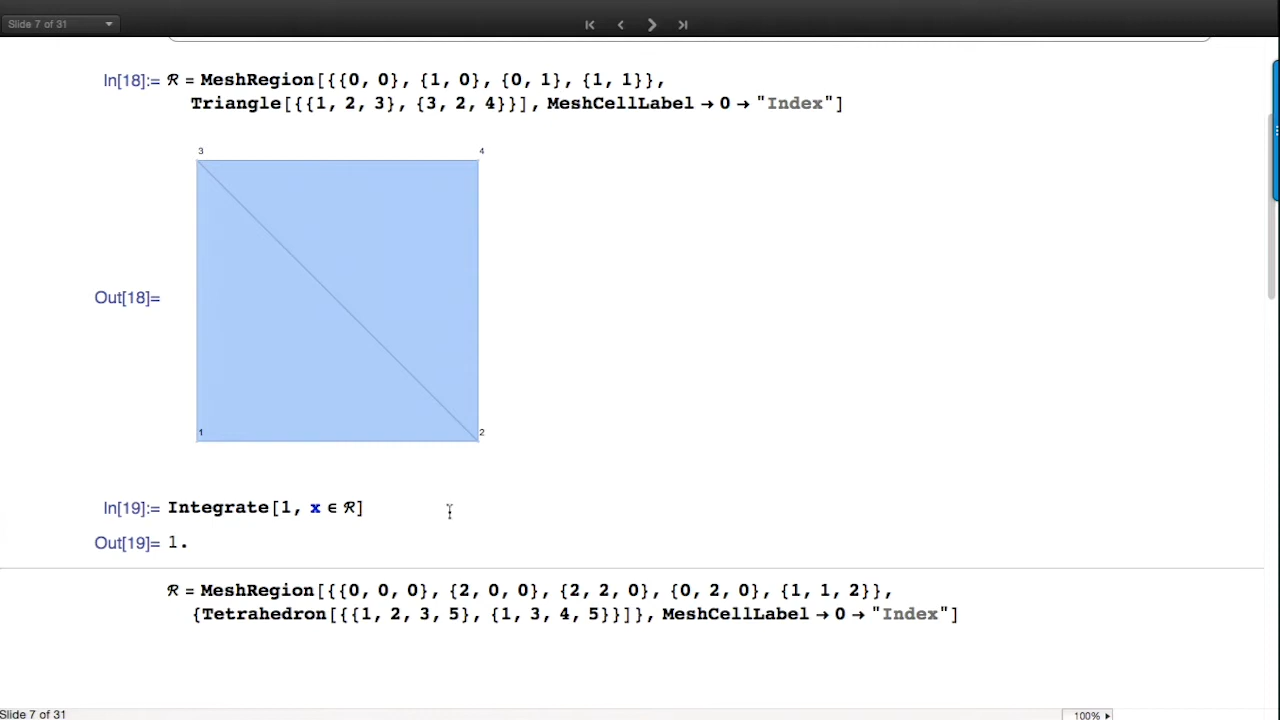 Slide 7 of 31
In[18]:= ℛ = MeshRegion[{{0, 0}, {1, 0}, {0, 1}, {1, 1}},
Triangle[{{1, 2, 3}, {3, 2, 4}}], MeshCellLabel → 0 → "Index"]
3 4
Out[18]=
1 2
In[19]:= Integrate[1, x ∈ ℛ]
Out[19]= 1.
ℛ = MeshRegion[{{0, 0, 0}, {2, 0, 0}, {2, 2, 0}, {0, 2, 0}, {1, 1, 2}},
{Tetrahedron[{{1, 2, 3, 5}, {1, 3, 4, 5}}]}, MeshCellLabel → 0 → "Index"]
Slide 7 of 31 100%